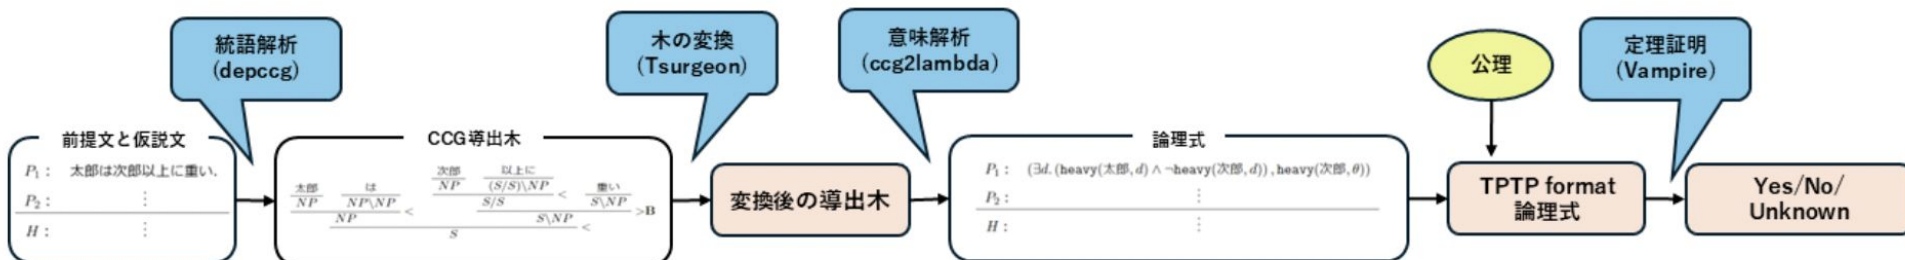 統語解析
(depccg)
木の変換
(Tsurgeon)
意味解析
(ccg2lambda)
公理
定理証明
(Vampire)
前提文と仮説文
P₁ : 太郎は次郎以上に重い.
P₂ : ⋮
H : ⋮
CCG導出木
次郎 以上に
NP (S/S)\NP <
太郎 は S/S 重い
NP NP\NP < S\NP >B
NP S\NP <
S
変換後の導出木
論理式
P₁ : (∃d. (heavy(太郎, d) ∧ ¬heavy(次郎, d)), heavy(次郎, θ))
P₂ : ⋮
H : ⋮
TPTP format
論理式
Yes/No/
Unknown